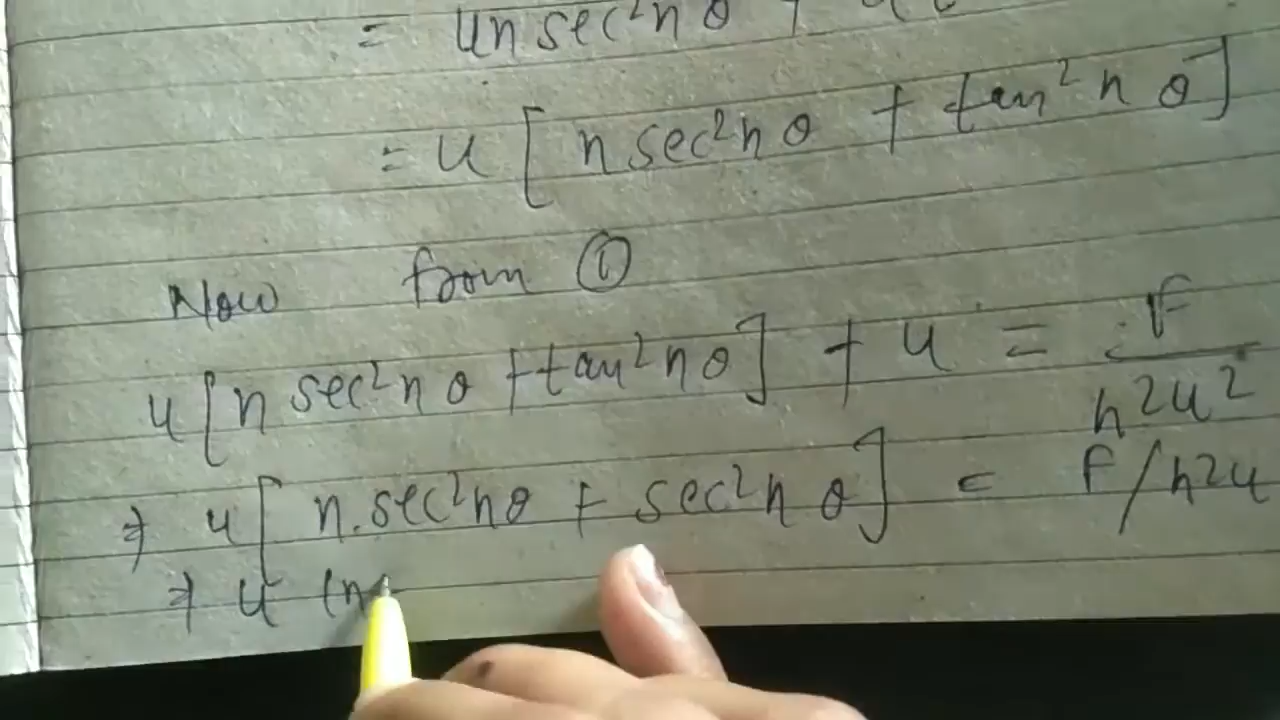 = un sec²nθ +
= u [ n sec²nθ + tan²nθ ]
Now from ①
u [ n sec²nθ + tan²nθ ] + u = F / h²u²
⇒ u [ n.sec²nθ + sec²nθ ] = F/h²u
⇒ u (n